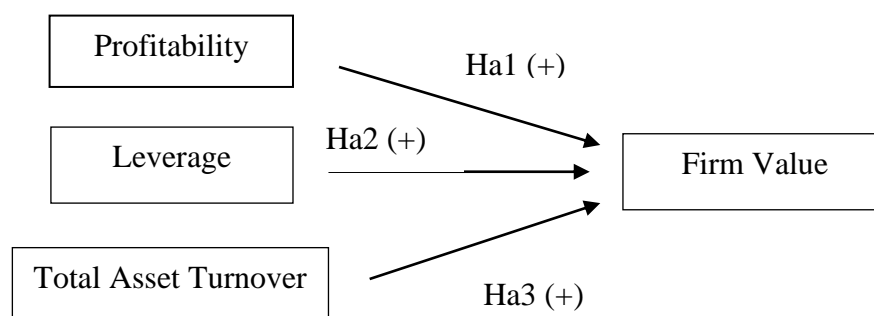 Profitability
Ha1 (+)
Leverage
Ha2 (+)
Firm Value
Total Asset Turnover
Ha3 (+)